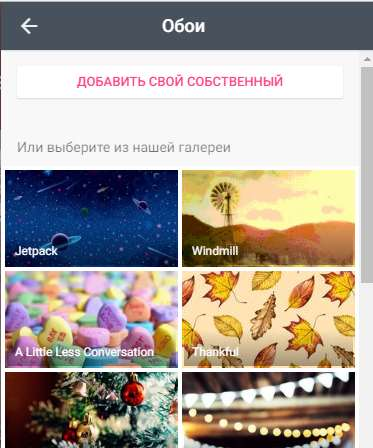 Обои
ДОБАВИТЬ СВОЙ СОБСТВЕННЫЙ
Или выберите из нашей галереи
Jetpack
Windmill
A Little Less Conversation
Thankful